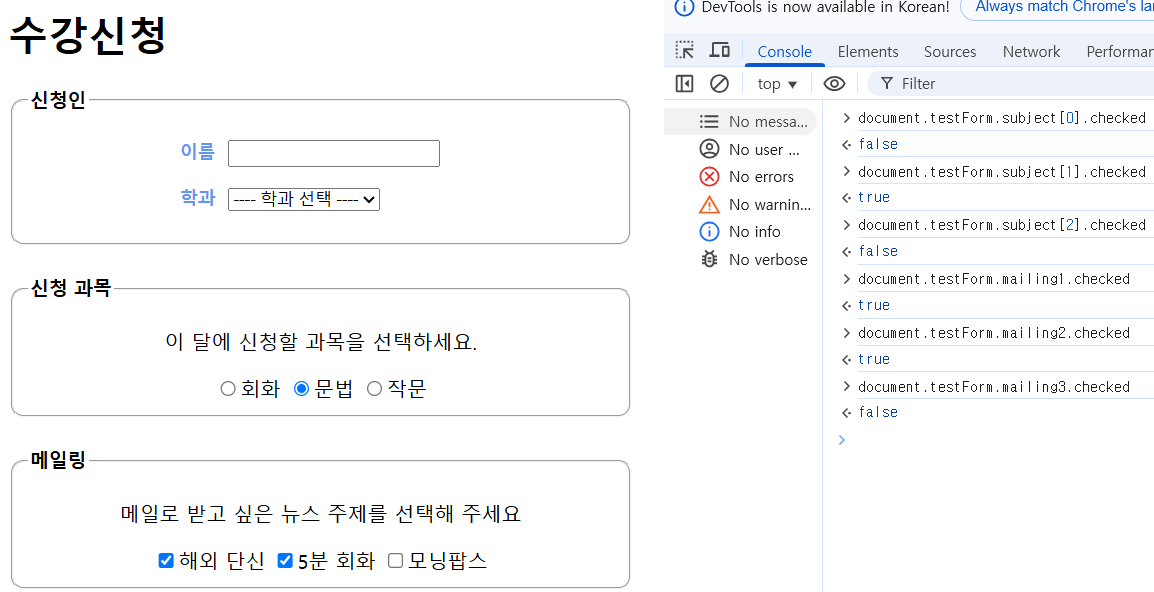 수강신청
신청인
이름
학과 ---- 학과 선택 ----
신청 과목
이 달에 신청할 과목을 선택하세요.
회화 문법 작문
메일링
메일로 받고 싶은 뉴스 주제를 선택해 주세요
해외 단신 5분 회화 모닝팝스
DevTools is now available in Korean! Always match Chrome's la
Console Elements Sources Network Performar
top Filter
No messa...
No user ...
No errors
No warnin...
No info
No verbose
document.testForm.subject[0].checked
false
document.testForm.subject[1].checked
true
document.testForm.subject[2].checked
false
document.testForm.mailing1.checked
true
document.testForm.mailing2.checked
true
document.testForm.mailing3.checked
false